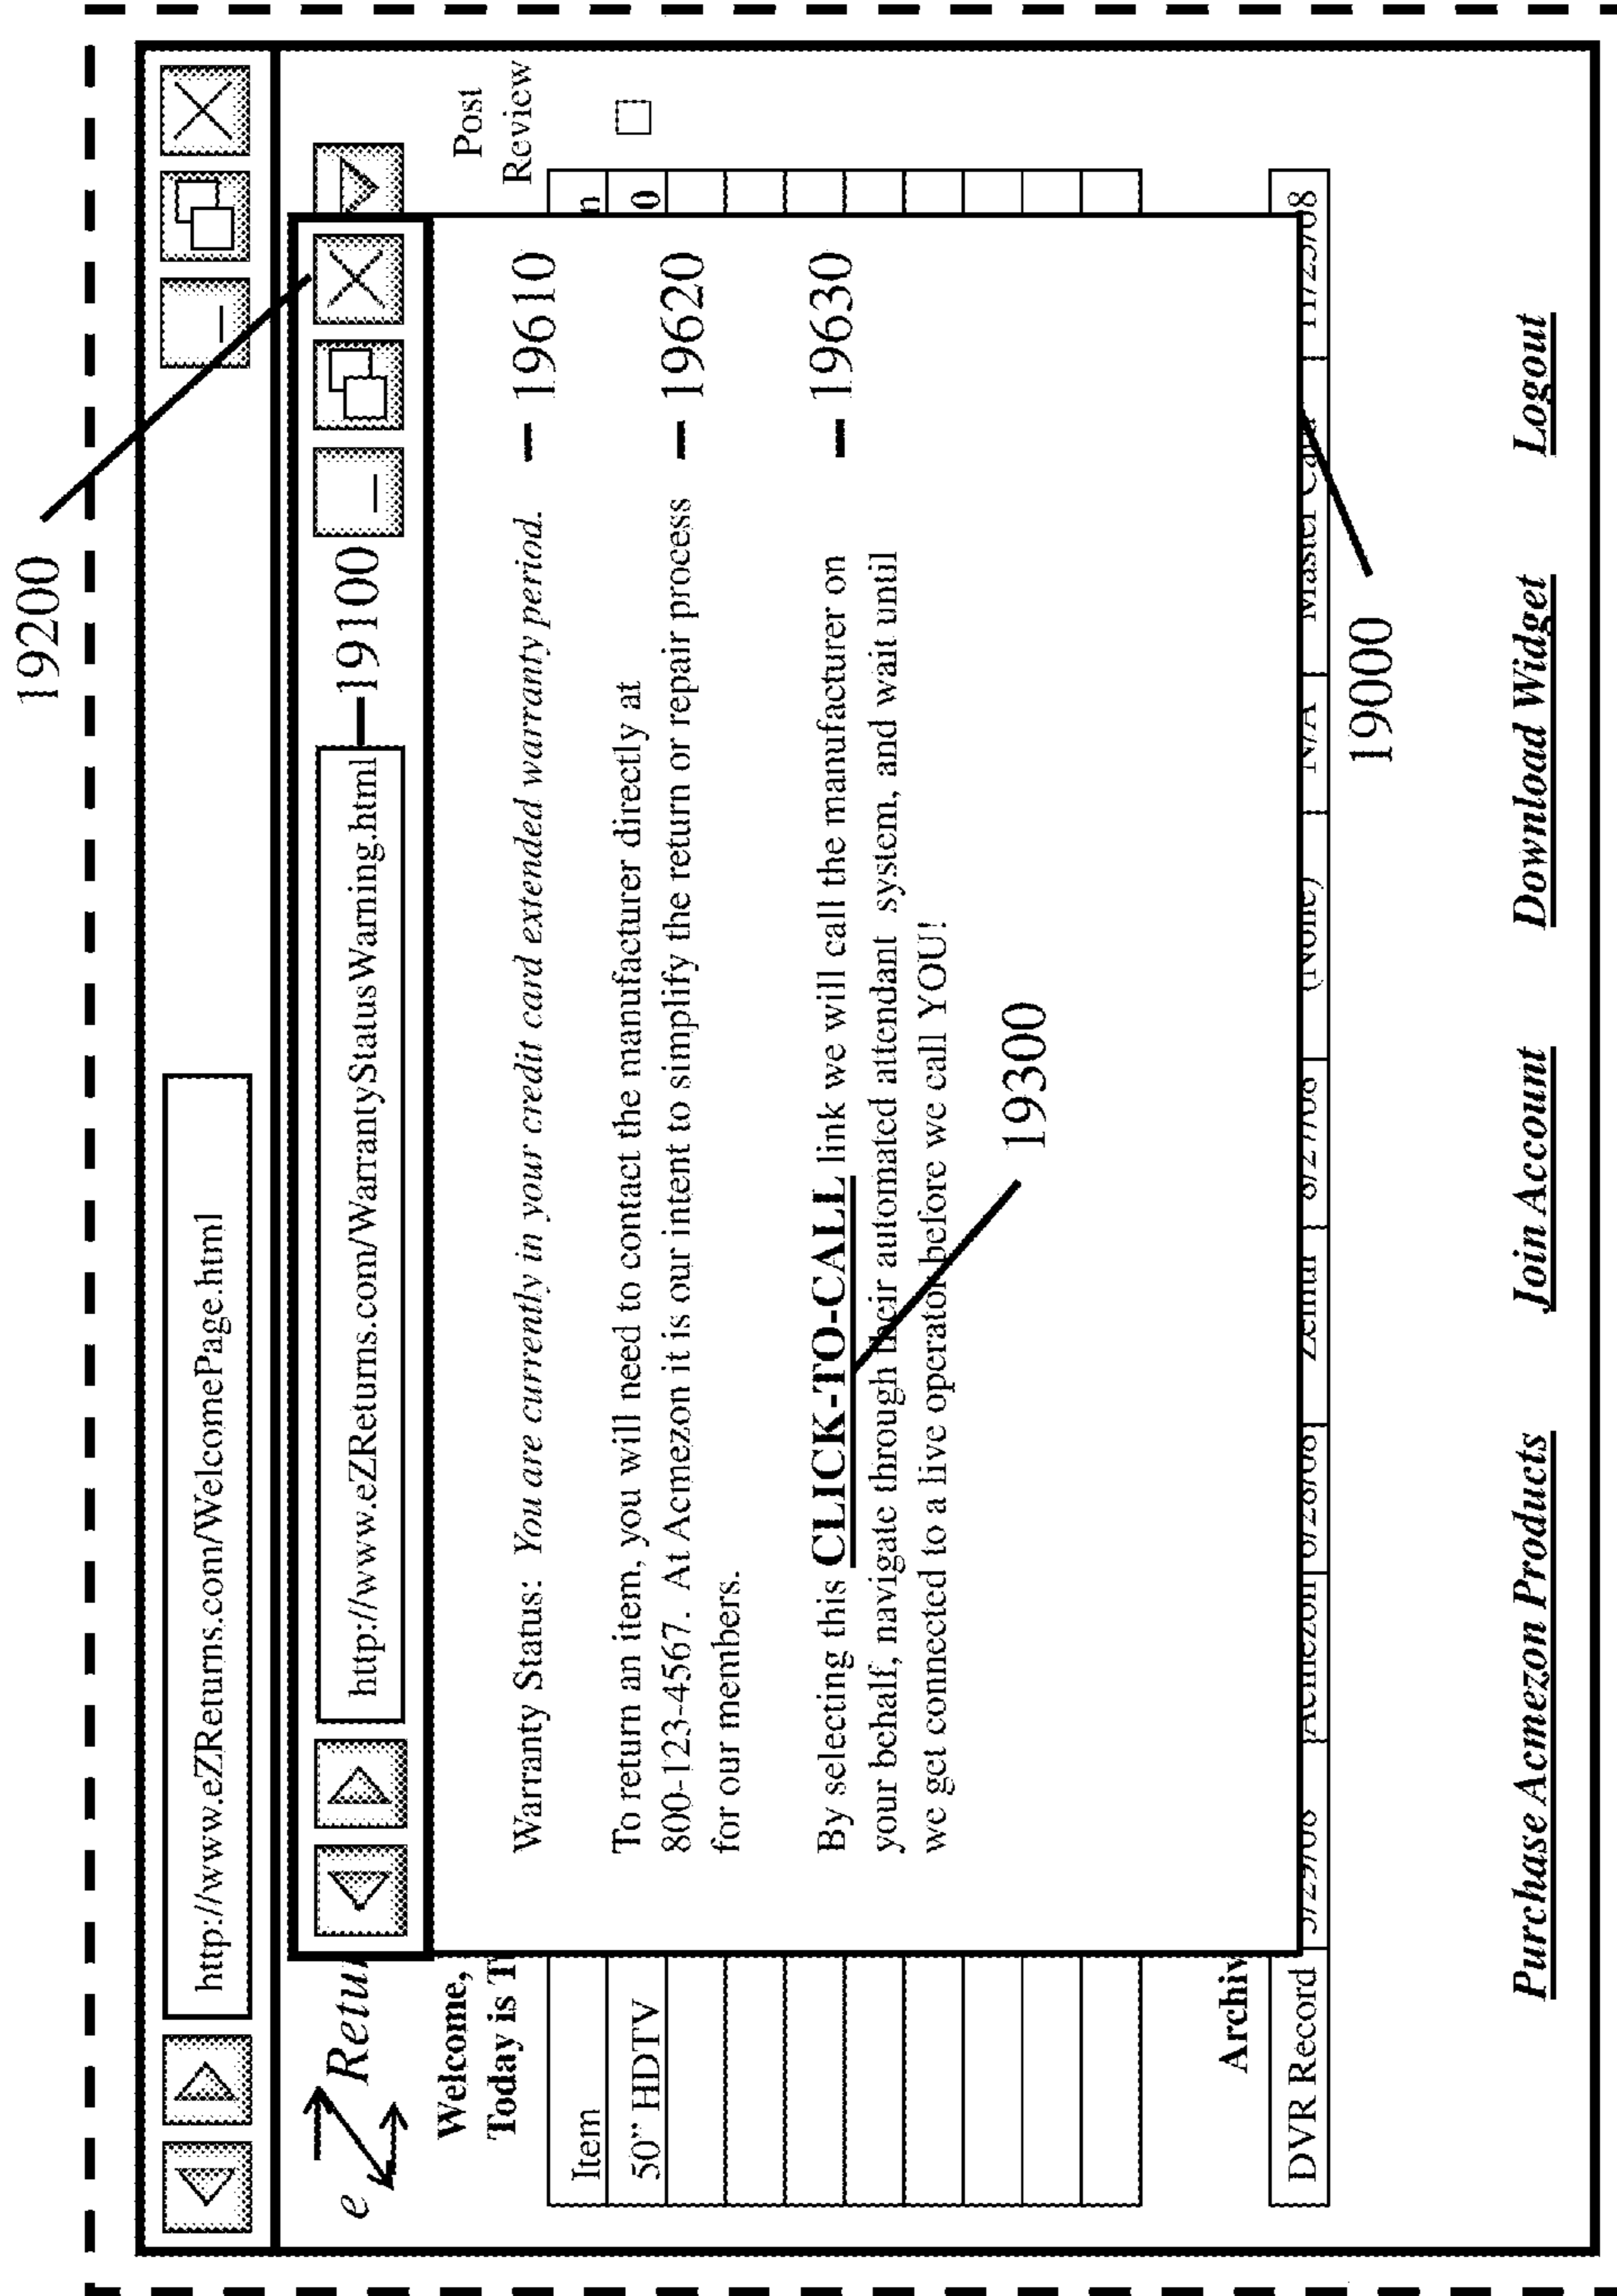 19200
http://www.eZReturns.com/WelcomePage.html
e Z Retu
http://www.eZReturns.com/WarrantyStatusWarning.html 19100
Welcome,
Today is T
Post
Review
Item n
50” HDTV 0
Warranty Status: You are currently in your credit card extended warranty period. 19610
To return an item, you will need to contact the manufacturer directly at
800-123-4567. At Acmezon it is our intent to simplify the return or repair process 19620
for our members.
By selecting this CLICK-TO-CALL link we will call the manufacturer on 19630
your behalf, navigate through their automated attendant system, and wait until
we get connected to a live operator before we call YOU!
19300
Archiv
DVR Record Acmezon (None) N/A Master
19000
Purchase Acmezon Products Join Account Download Widget Logout